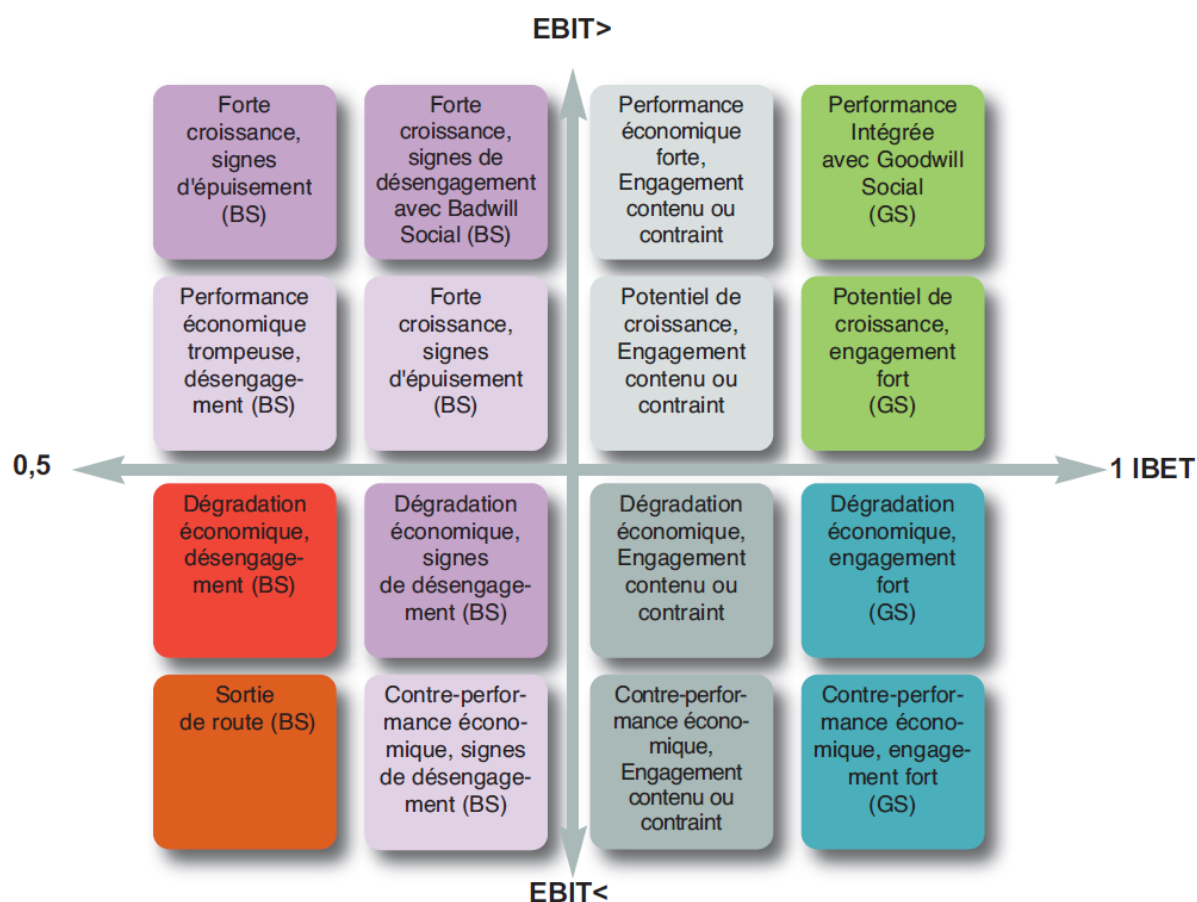 EBIT>
Forte
croissance,
signes
d'épuisement
(BS)
Forte
croissance,
signes de
désengagement
avec Badwill
Social (BS)
Performance
économique
forte,
Engagement
contenu ou
contraint
Performance
Intégrée
avec Goodwill
Social
(GS)
Performance
économique
trompeuse,
désengage-
ment (BS)
Forte
croissance,
signes
d'épuisement
(BS)
Potentiel de
croissance,
Engagement
contenu ou
contraint
Potentiel de
croissance,
engagement
fort
(GS)
0,5
1 IBET
Dégradation
économique,
désengage-
ment (BS)
Dégradation
économique,
signes
de désengage-
ment (BS)
Dégradation
économique,
Engagement
contenu ou
contraint
Dégradation
économique,
engagement
fort
(GS)
Sortie
de route (BS)
Contre-perfor-
mance écono-
mique, signes
de désengage-
ment (BS)
Contre-perfor-
mance écono-
mique,
Engagement
contenu ou
contraint
Contre-perfor-
mance écono-
mique, engage-
ment fort
(GS)
EBIT<